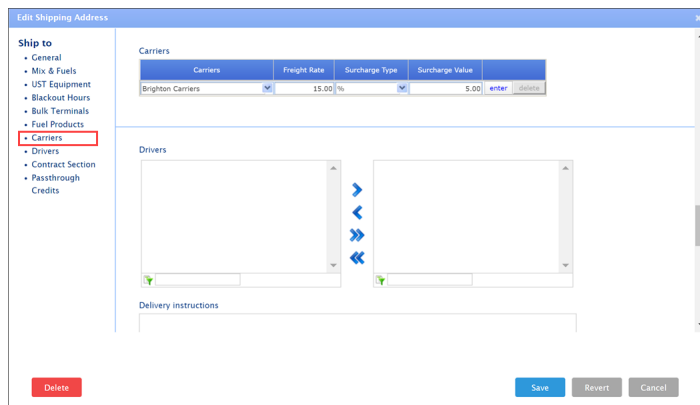 Edit Shipping Address
Ship to
General
Mix & Fuels
UST Equipment
Blackout Hours
Bulk Terminals
Fuel Products
Carriers
Drivers
Contract Section
Passthrough
Credits
Carriers
Carriers Freight Rate Surcharge Type Surcharge Value
Brighton Carriers 15.00 % 5.00 enter delete
Drivers
Delivery instructions
Delete Save Revert Cancel